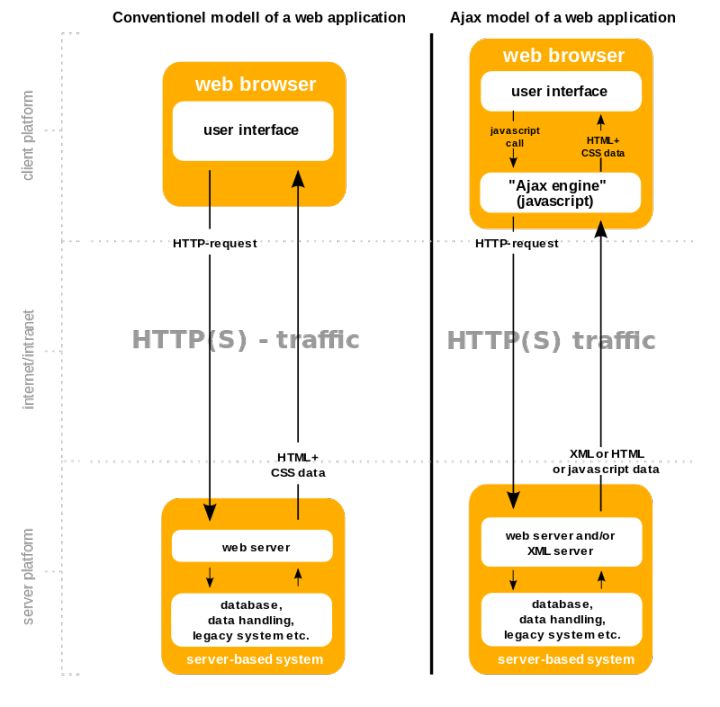 Conventionel modell of a web application
web browser
user interface
HTTP-request
HTTP(S) - traffic
HTML+
CSS data
web server
database,
data handling,
legacy system etc.
server-based system
Ajax model of a web application
web browser
user interface
javascript
call
HTML+
CSS data
"Ajax engine"
(javascript)
HTTP-request
HTTP(S) traffic
XML or HTML
or javascript data
web server and/or
XML server
database,
data handling,
legacy system etc.
server-based system
client platform
internet/intranet
server platform